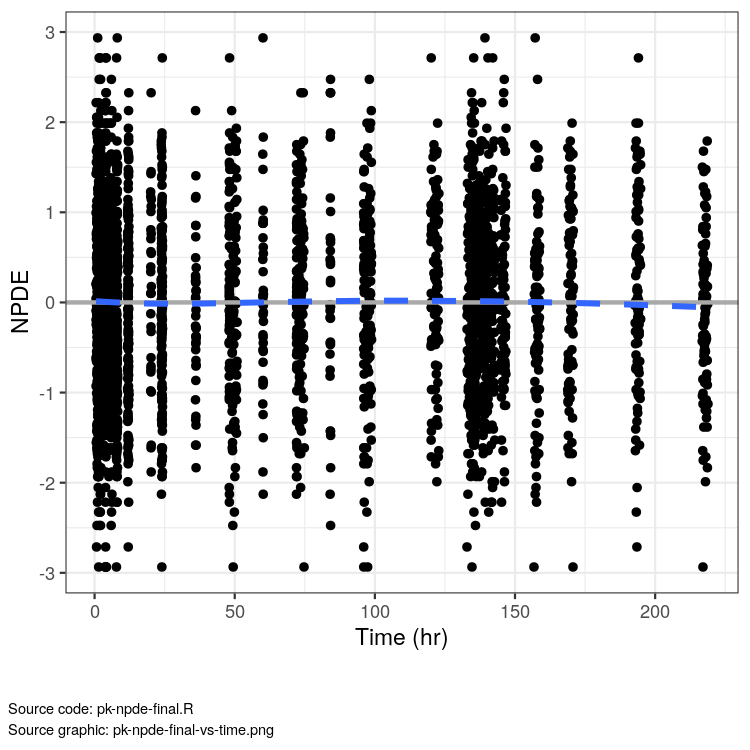 3
2
1
0
-1
-2
-3
NPDE
0 50 100 150 200
Time (hr)
Source code: pk-npde-final.R
Source graphic: pk-npde-final-vs-time.png